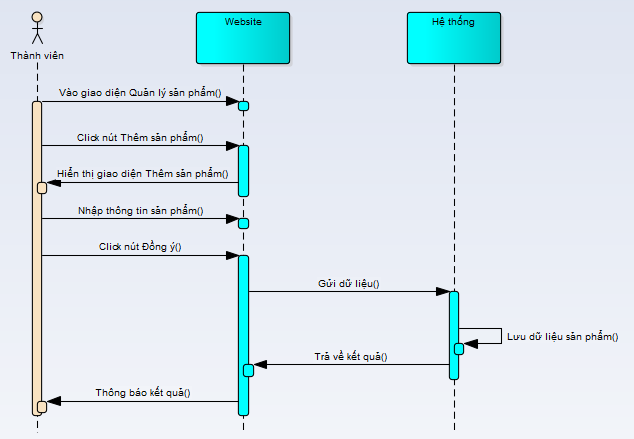 Website
Hệ thống
Thành viên
Vào giao diện Quản lý sản phẩm()
Click nút Thêm sản phẩm()
Hiển thị giao diện Thêm sản phẩm()
Nhập thông tin sản phẩm()
Click nút Đồng ý()
Gửi dữ liệu()
Lưu dữ liệu sản phẩm()
Trả về kết quả()
Thông báo kết quả()